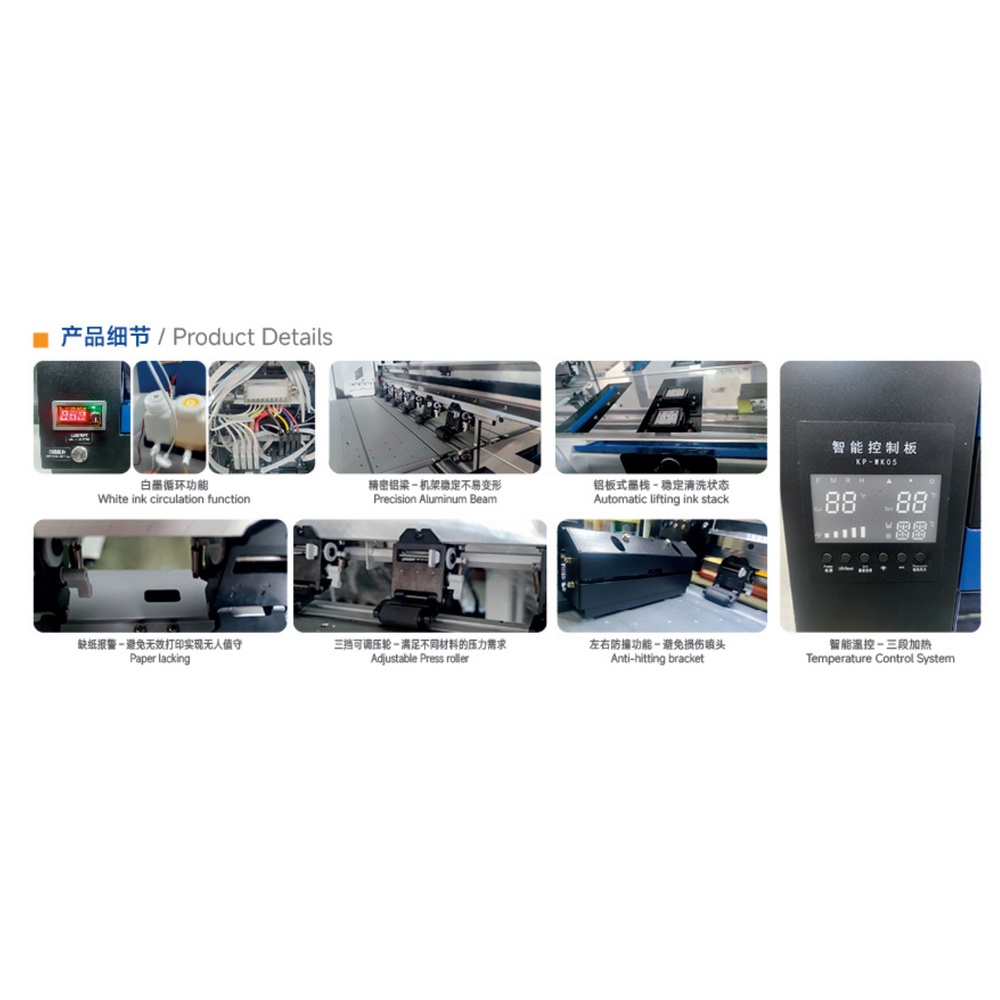 产品细节 / Product Details
白墨循环功能
White ink circulation function
精密铝梁 – 机架稳定不易变形
Precision Aluminum Beam
铝板式墨栈 – 稳定清洗状态
Automatic lifting ink stack
智能控制板
KP-WK05
F M R H
88 88
88 88
缺纸报警 – 避免无效打印实现无人值守
Paper lacking
三挡可调压轮 – 满足不同材料的压力需求
Adjustable Press roller
左右防撞功能 – 避免损伤喷头
Anti-hitting bracket
智能温控 – 三段加热
Temperature Control System